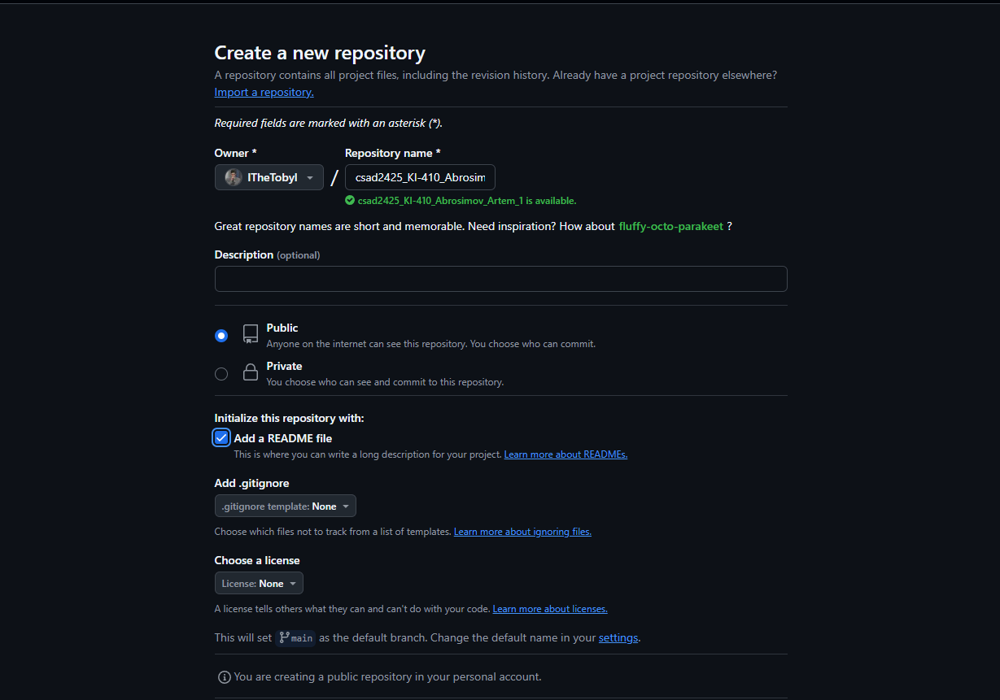 Create a new repository
A repository contains all project files, including the revision history. Already have a project repository elsewhere?
Import a repository.
Required fields are marked with an asterisk (*).
Owner * Repository name *
ITheTobyI / csad2425_KI-410_Abrosim
csad2425_KI-410_Abrosimov_Artem_1 is available.
Great repository names are short and memorable. Need inspiration? How about fluffy-octo-parakeet ?
Description (optional)
Public
Anyone on the internet can see this repository. You choose who can commit.
Private
You choose who can see and commit to this repository.
Initialize this repository with:
Add a README file
This is where you can write a long description for your project. Learn more about READMEs.
Add .gitignore
.gitignore template: None
Choose which files not to track from a list of templates. Learn more about ignoring files.
Choose a license
License: None
A license tells others what they can and can't do with your code. Learn more about licenses.
This will set main as the default branch. Change the default name in your settings.
You are creating a public repository in your personal account.